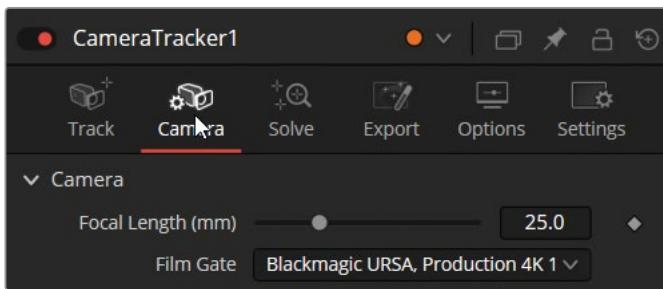 CameraTracker1
Track Camera Solve Export Options Settings
Camera
Focal Length (mm) 25.0
Film Gate Blackmagic URSA, Production 4K 1